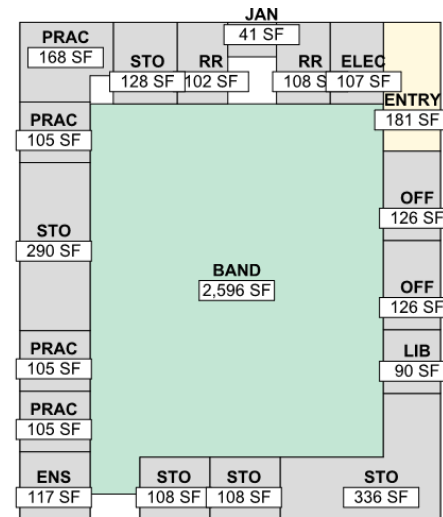 JAN
41 SF
PRAC
168 SF
STO
128 SF
RR
102 SF
RR
108 S
ELEC
107 SF
ENTRY
181 SF
PRAC
105 SF
OFF
126 SF
STO
290 SF
BAND
2,596 SF
OFF
126 SF
PRAC
105 SF
LIB
90 SF
PRAC
105 SF
ENS
117 SF
STO
108 SF
STO
108 SF
STO
336 SF